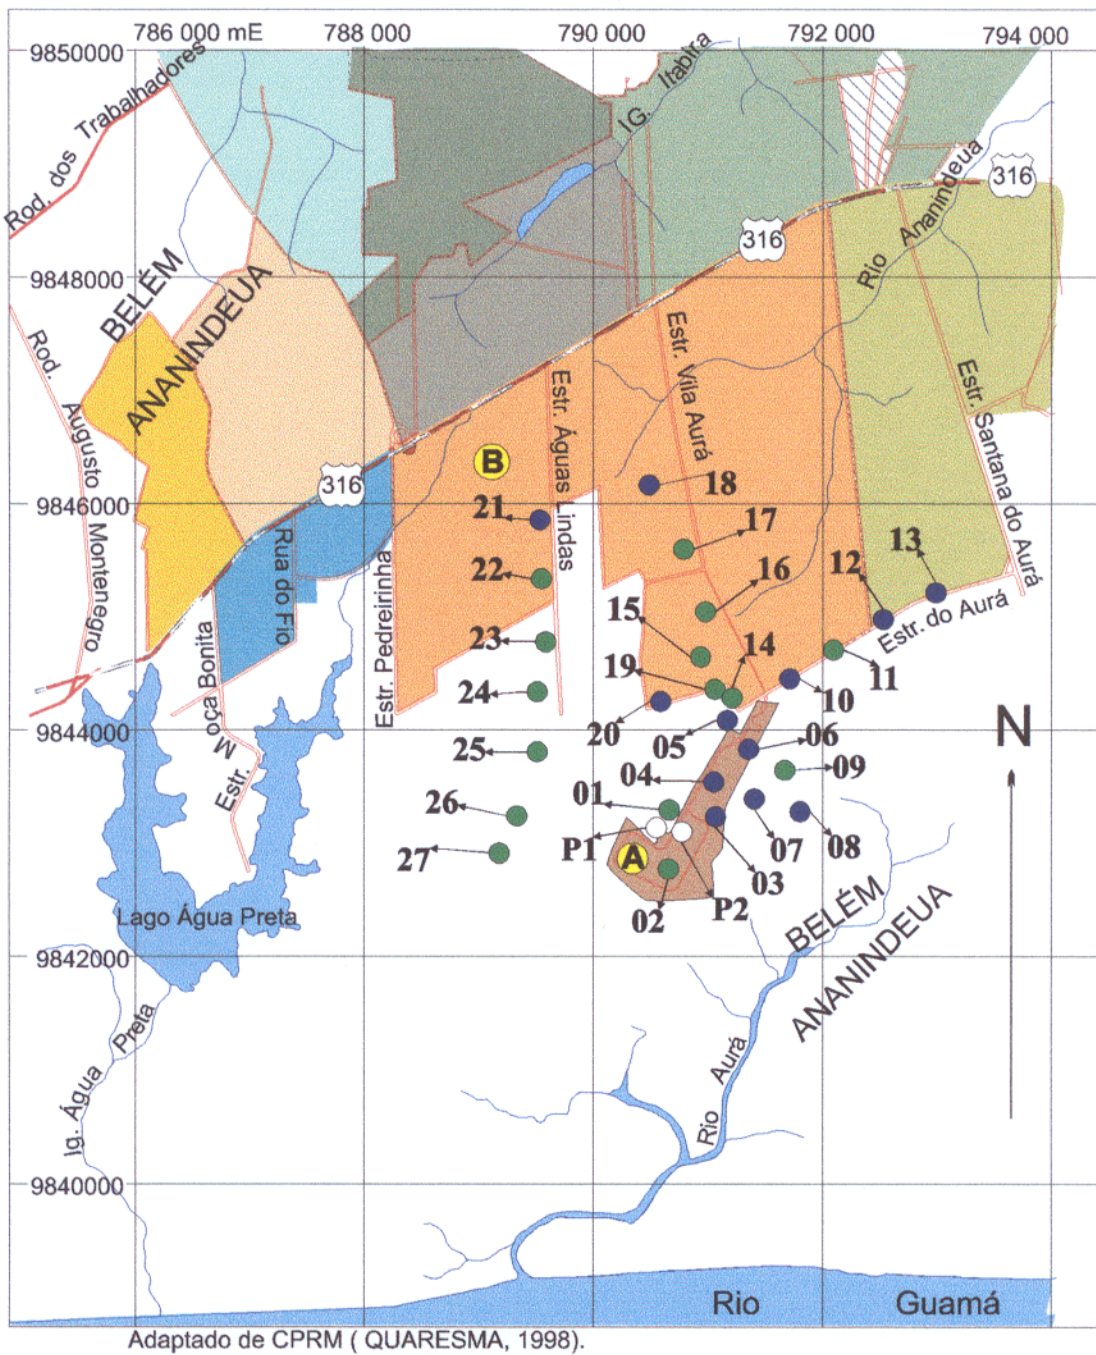 786 000 mE
788 000
790 000
792 000
794 000
9850000
Rod. dos Trabalhadores
IG. Itabira
Rio Ananindeua
316
316
BELÉM
ANANINDEUA
9848000
Rod. Augusto Montenegro
Estr. Vila Aurá
Estr. Águas Lindas
Estr. Santana do Aurá
B
316
18
9846000
21
17
Rua do Fio
22
16
12
13
15
Estr. Pedreirinha
23
14
Estr. do Aurá
Estr. Moça Bonita
19
24
11
10
9844000
20
05
06
N
25
04
09
01
26
P1
07
08
27
A
03
02
P2
Lago Água Preta
BELÉM
ANANINDEUA
9842000
Ig. Água Preta
Rio Aurá
9840000
Rio Guamá
Adaptado de CPRM ( QUARESMA, 1998).